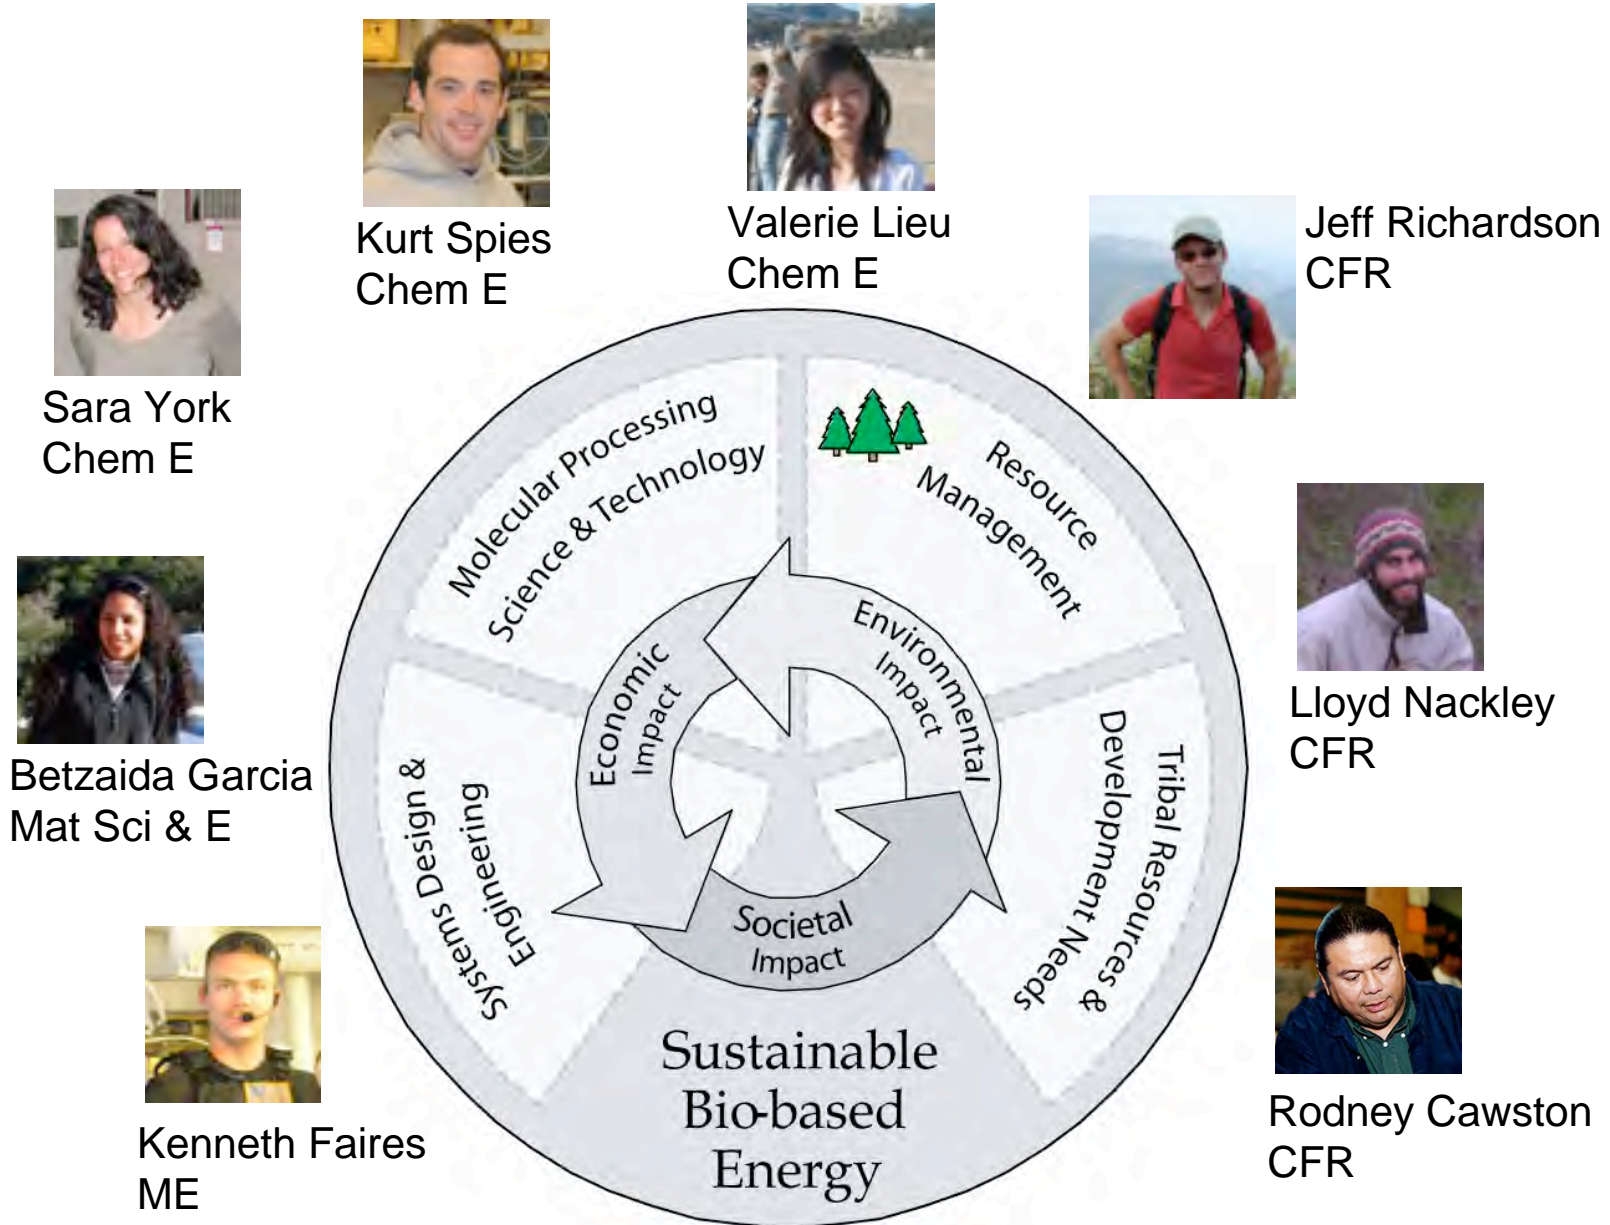 Kurt Spies
Chem E
Valerie Lieu
Chem E
Jeff Richardson
CFR
Sara York
Chem E
Lloyd Nackley
CFR
Betzaida Garcia
Mat Sci & E
Kenneth Faires
ME
Rodney Cawston
CFR
Molecular Processing
Science & Technology
Resource
Management
Systems Design &
Engineering
Tribal Resources &
Development Needs
Economic
Impact
Environmental
Impact
Societal
Impact
Sustainable
Bio-based
Energy